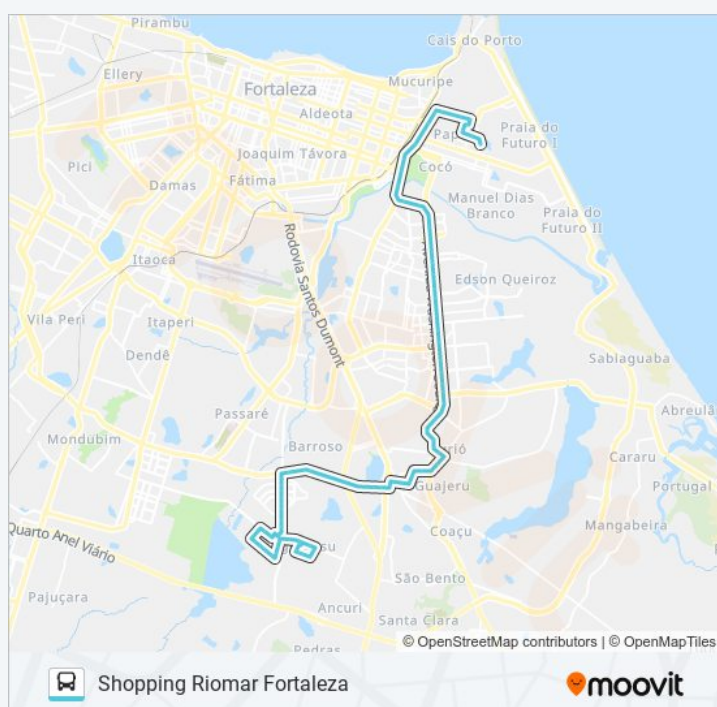 Pirambu
Cais do Porto
Ellery
Mucuripe
Fortaleza
Aldeota
Pap
Praia do
Futuro I
Joaquim Távora
Pici
Cocó
Damas
Fátima
Manuel Dias
Branco
Praia do
Futuro II
Itaoca
Rodovia Santos Dumont
Edson Queiroz
Vila Peri
Itaperi
Dendê
Sabiaguaba
Passaré
Abreulâ
Mondubim
Barroso
rió
Cararu
Guajeru
Portugal
Quarto Anel Viário
su
Coaçu
Mangabeira
Pajuçara
Ancuri
São Bento
Santa Clara
Pedras
© OpenStreetMap contributors | © OpenMapTiles
Shopping Riomar Fortaleza
moovit